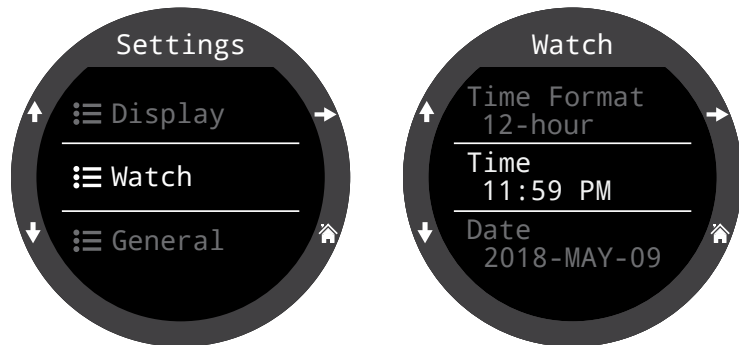 Settings
Display
Watch
General
Watch
Time Format
12-hour
Time
11:59 PM
Date
2018-MAY-09